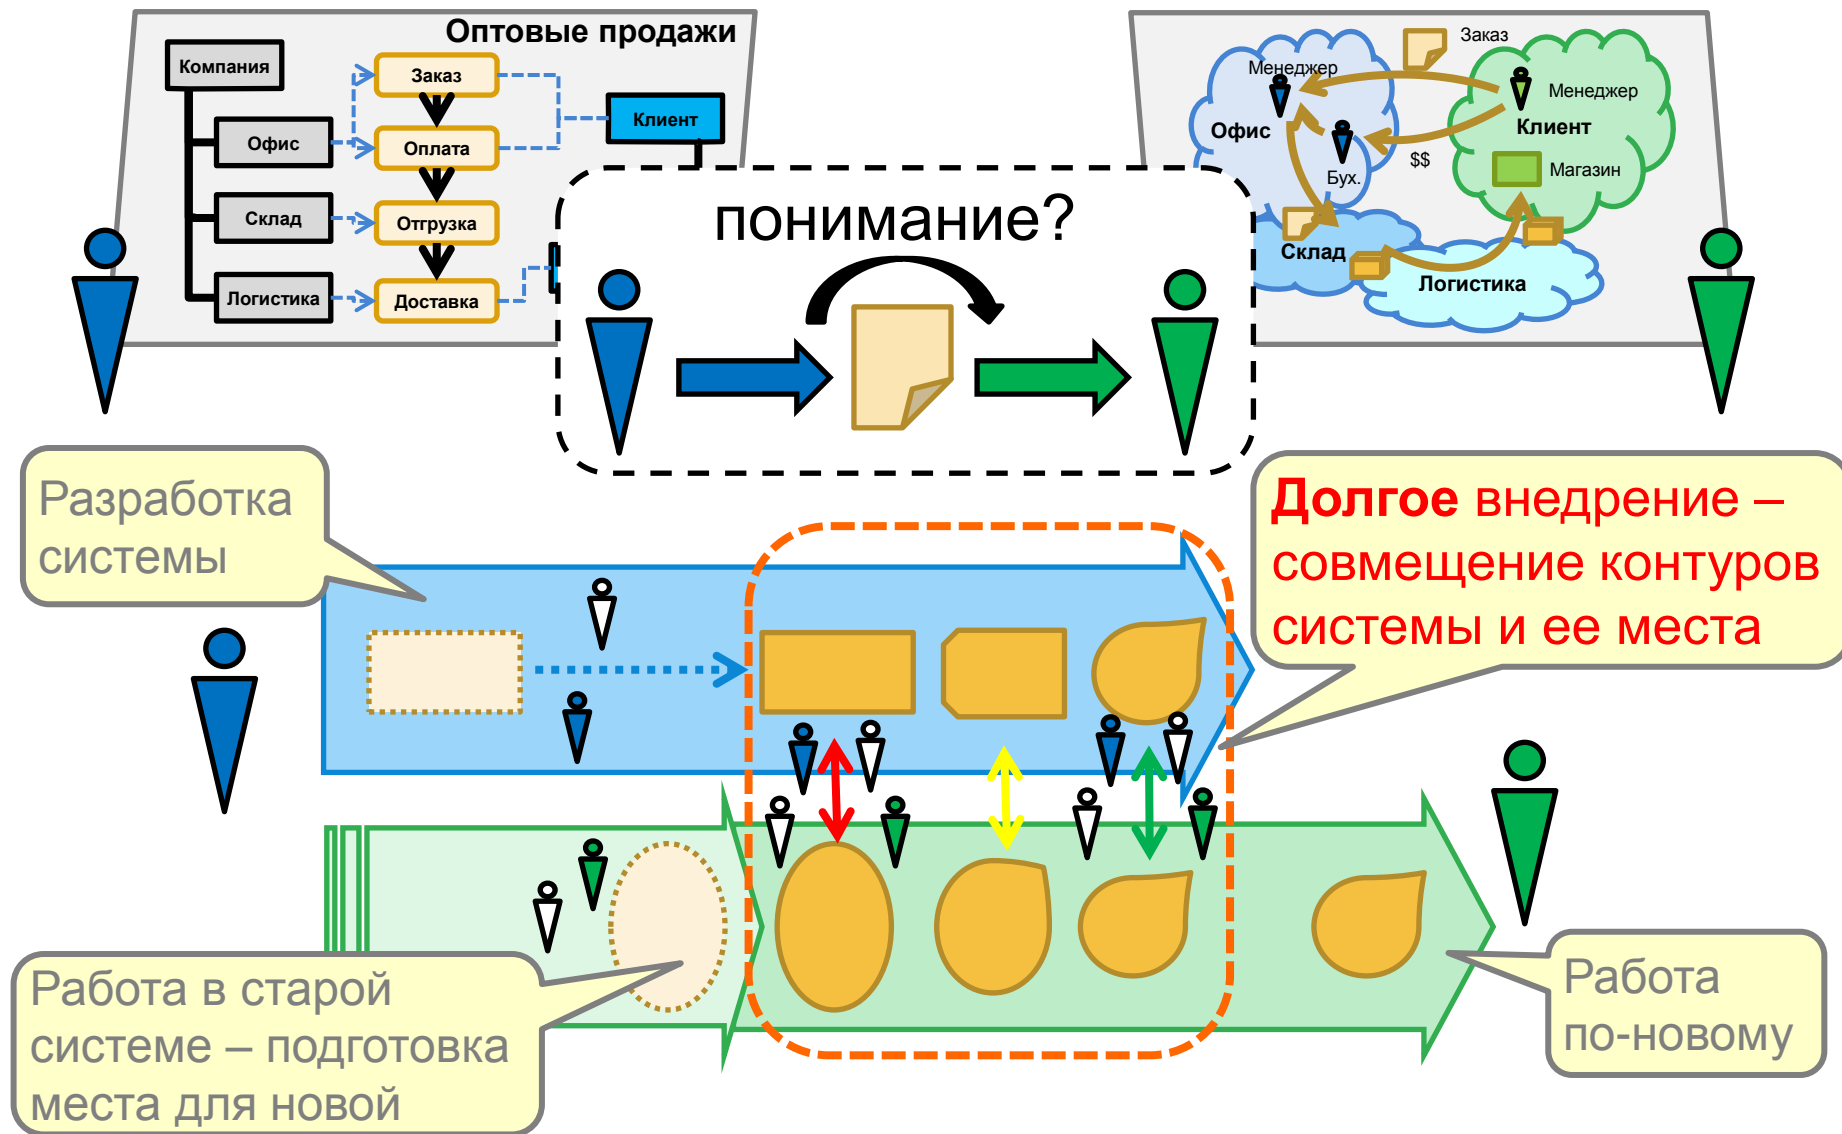 Оптовые продажи
Компания
Заказ
Клиент
Офис
Оплата
Склад
Отгрузка
Логистика
Доставка
Заказ
Менеджер
Менеджер
Офис
Клиент
$$
Магазин
Бух.
Склад
Логистика
понимание?
Разработка
системы
Долгое внедрение –
совмещение контуров
системы и ее места
Работа в старой
системе – подготовка
места для новой
Работа
по-новому